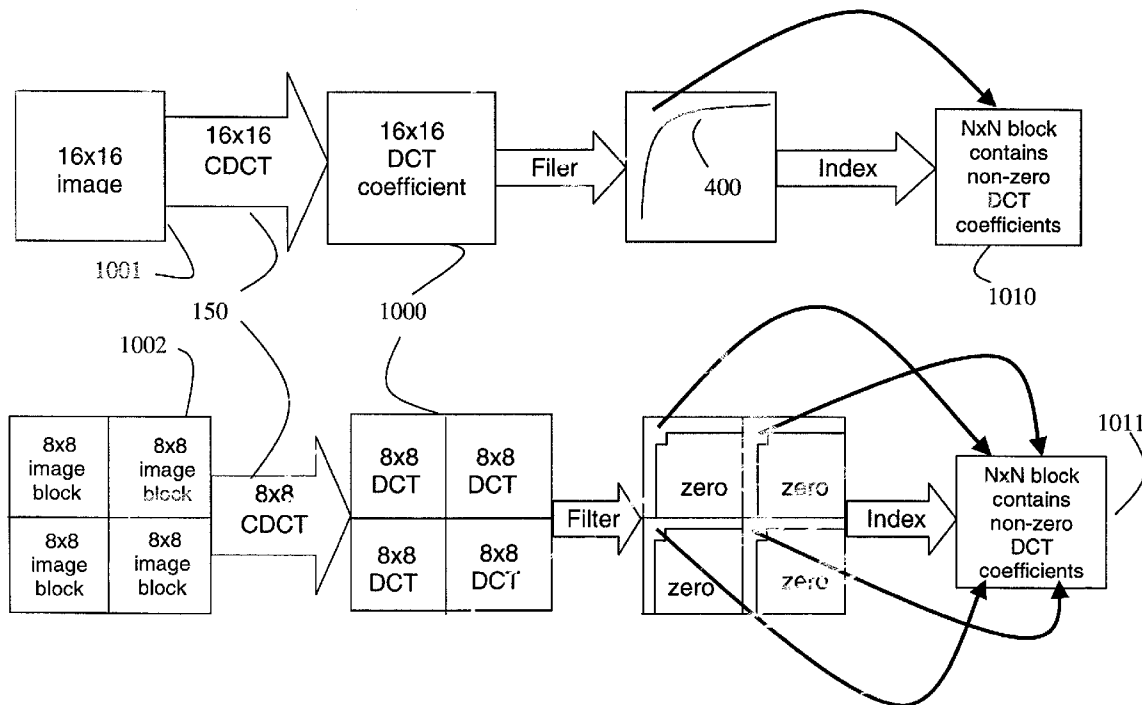 16x16
image
16x16
CDCT
16x16
DCT
coefficient
Filer
400
Index
NxN block
contains
non-zero
DCT
coefficients
1001
150
1000
1010
1002
8x8
image
block
8x8
image
block
8x8
image
block
8x8
image
block
8x8
CDCT
8x8
DCT
8x8
DCT
8x8
DCT
8x8
DCT
Filter
zero
zero
zero
zero
Index
NxN block
contains
non-zero
DCT
coefficients
1011